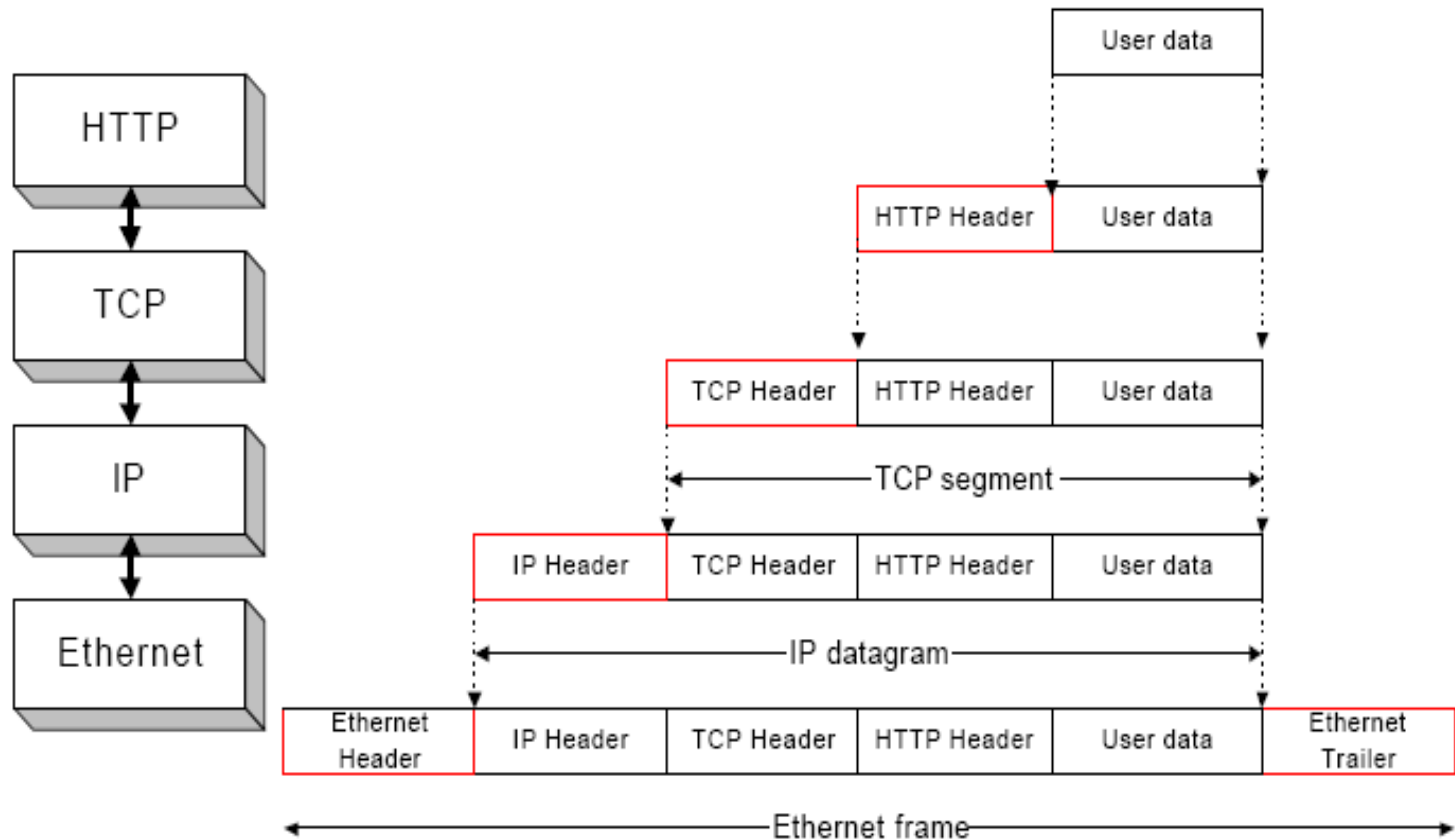 User data
HTTP
HTTP Header User data
TCP
TCP Header HTTP Header User data
TCP segment
IP
IP Header TCP Header HTTP Header User data
Ethernet
IP datagram
Ethernet
Header
IP Header TCP Header HTTP Header User data
Ethernet
Trailer
Ethernet frame